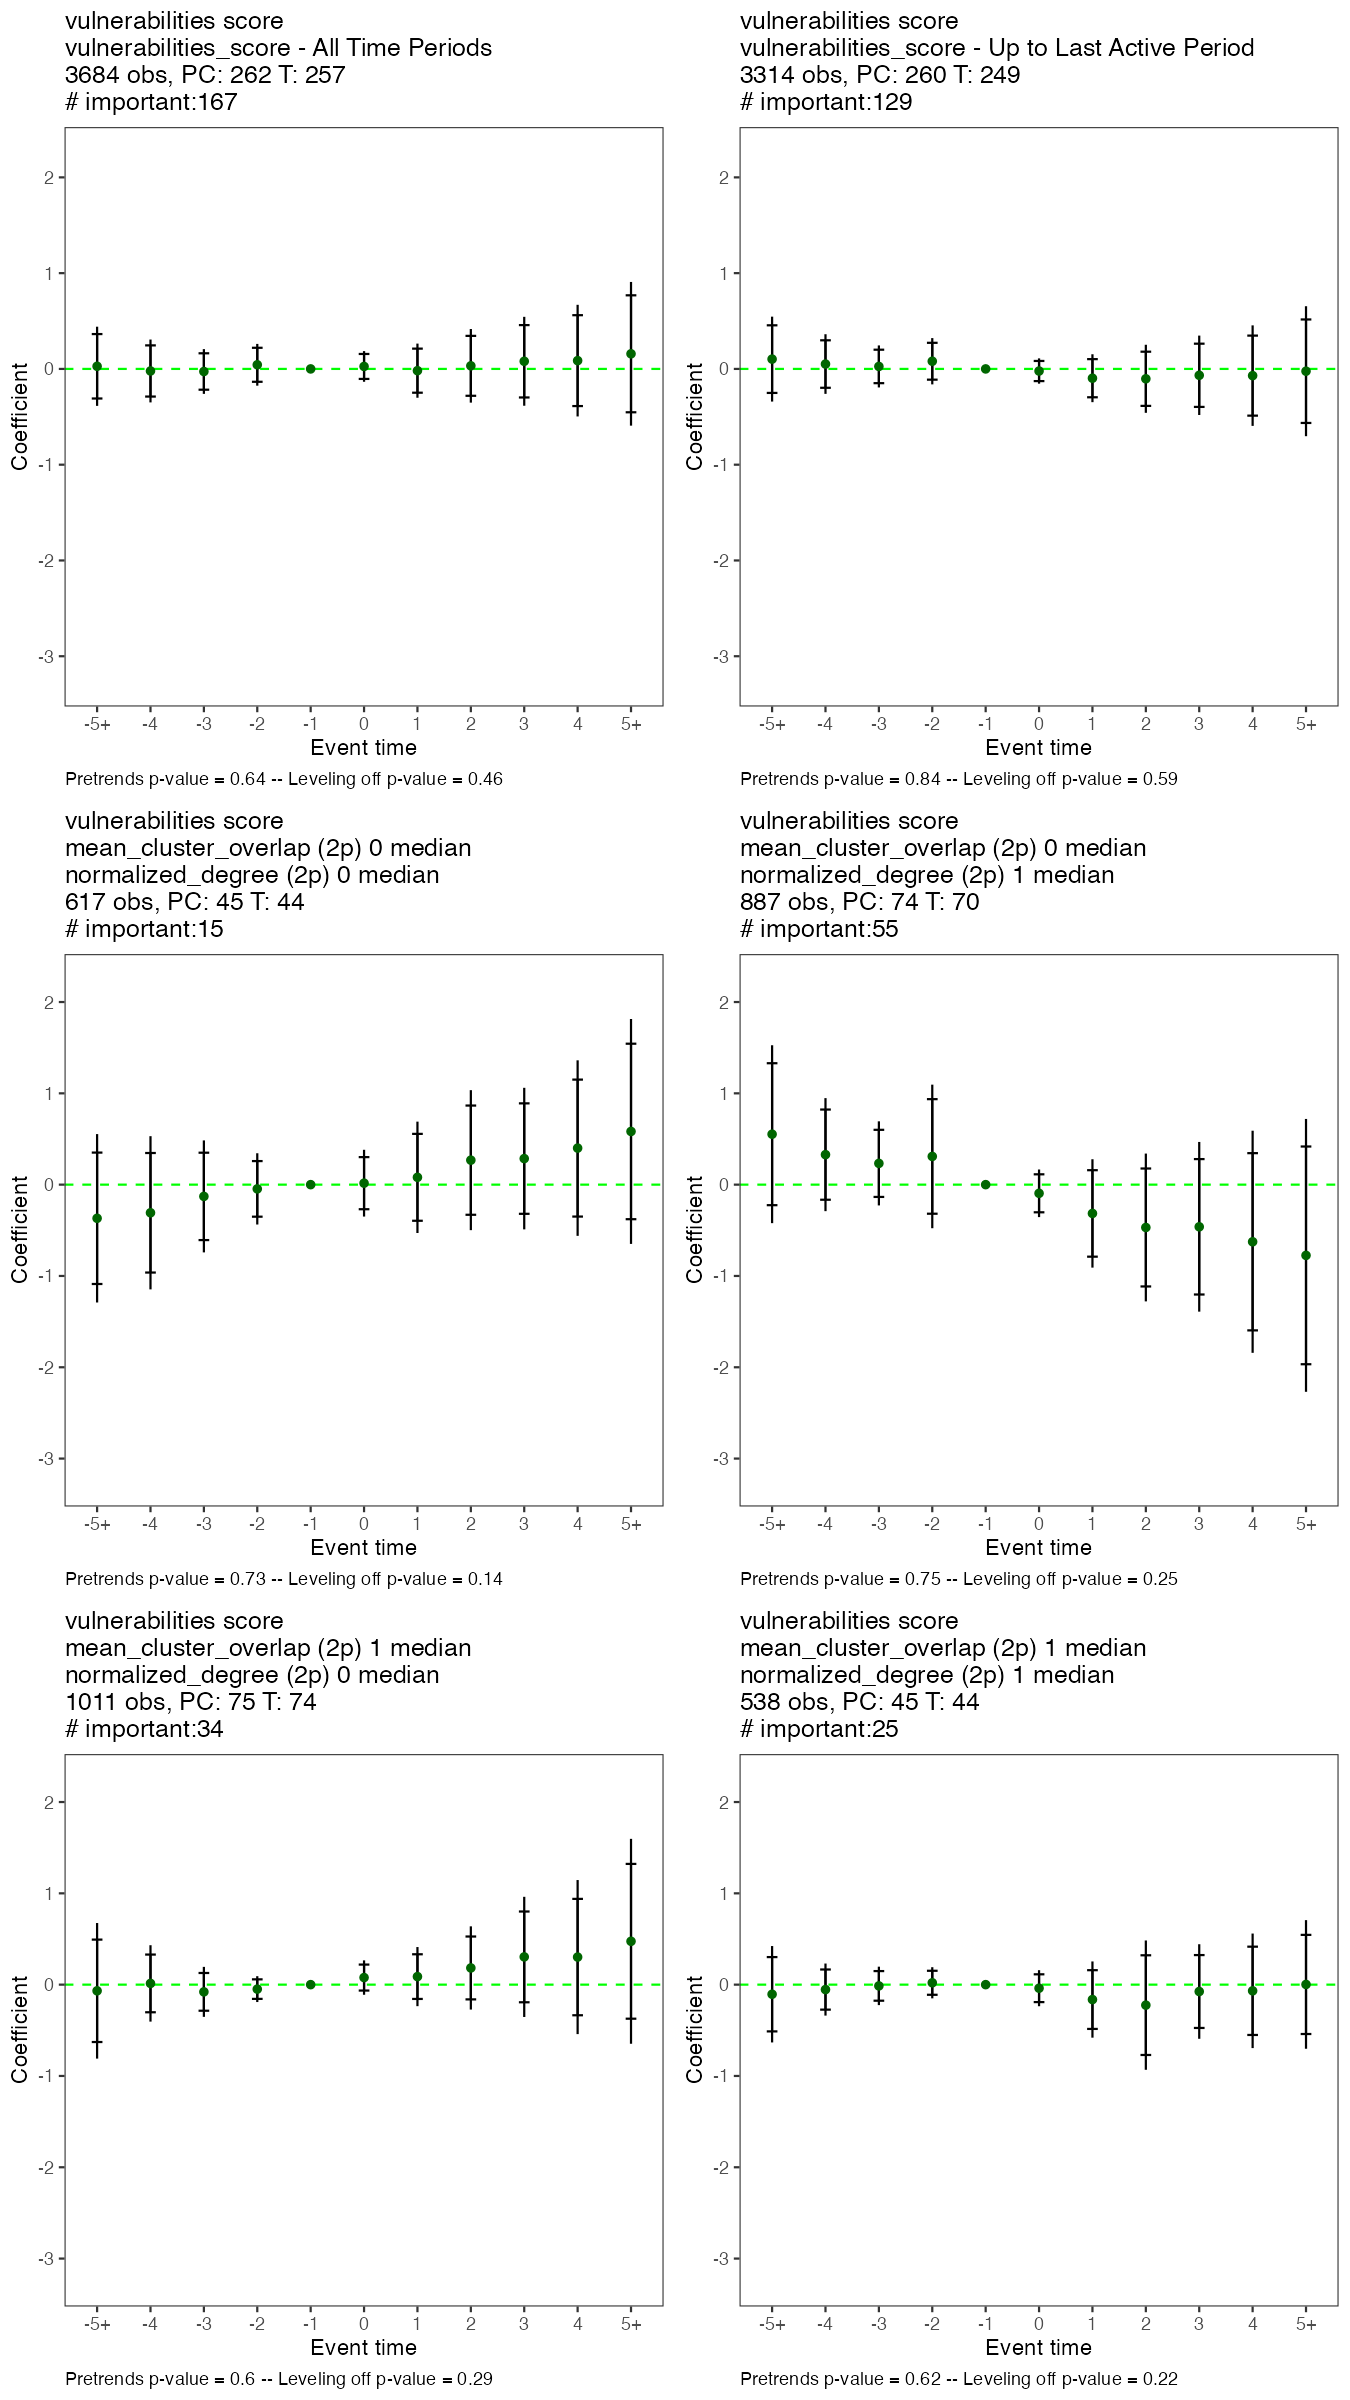 vulnerabilities score
vulnerabilities_score - All Time Periods
3684 obs, PC: 262 T: 257
# important:167
2
1
0
-1
-2
-3
Coefficient
-5+ -4 -3 -2 -1 0 1 2 3 4 5+
Event time
Pretrends p-value = 0.64 -- Leveling off p-value = 0.46
vulnerabilities score
vulnerabilities_score - Up to Last Active Period
3314 obs, PC: 260 T: 249
# important:129
2
1
0
-1
-2
-3
Coefficient
-5+ -4 -3 -2 -1 0 1 2 3 4 5+
Event time
Pretrends p-value = 0.84 -- Leveling off p-value = 0.59
vulnerabilities score
mean_cluster_overlap (2p) 0 median
normalized_degree (2p) 0 median
617 obs, PC: 45 T: 44
# important:15
2
1
0
-1
-2
-3
Coefficient
-5+ -4 -3 -2 -1 0 1 2 3 4 5+
Event time
Pretrends p-value = 0.73 -- Leveling off p-value = 0.14
vulnerabilities score
mean_cluster_overlap (2p) 0 median
normalized_degree (2p) 1 median
887 obs, PC: 74 T: 70
# important:55
2
1
0
-1
-2
-3
Coefficient
-5+ -4 -3 -2 -1 0 1 2 3 4 5+
Event time
Pretrends p-value = 0.75 -- Leveling off p-value = 0.25
vulnerabilities score
mean_cluster_overlap (2p) 1 median
normalized_degree (2p) 0 median
1011 obs, PC: 75 T: 74
# important:34
2
1
0
-1
-2
-3
Coefficient
-5+ -4 -3 -2 -1 0 1 2 3 4 5+
Event time
Pretrends p-value = 0.6 -- Leveling off p-value = 0.29
vulnerabilities score
mean_cluster_overlap (2p) 1 median
normalized_degree (2p) 1 median
538 obs, PC: 45 T: 44
# important:25
2
1
0
-1
-2
-3
Coefficient
-5+ -4 -3 -2 -1 0 1 2 3 4 5+
Event time
Pretrends p-value = 0.62 -- Leveling off p-value = 0.22